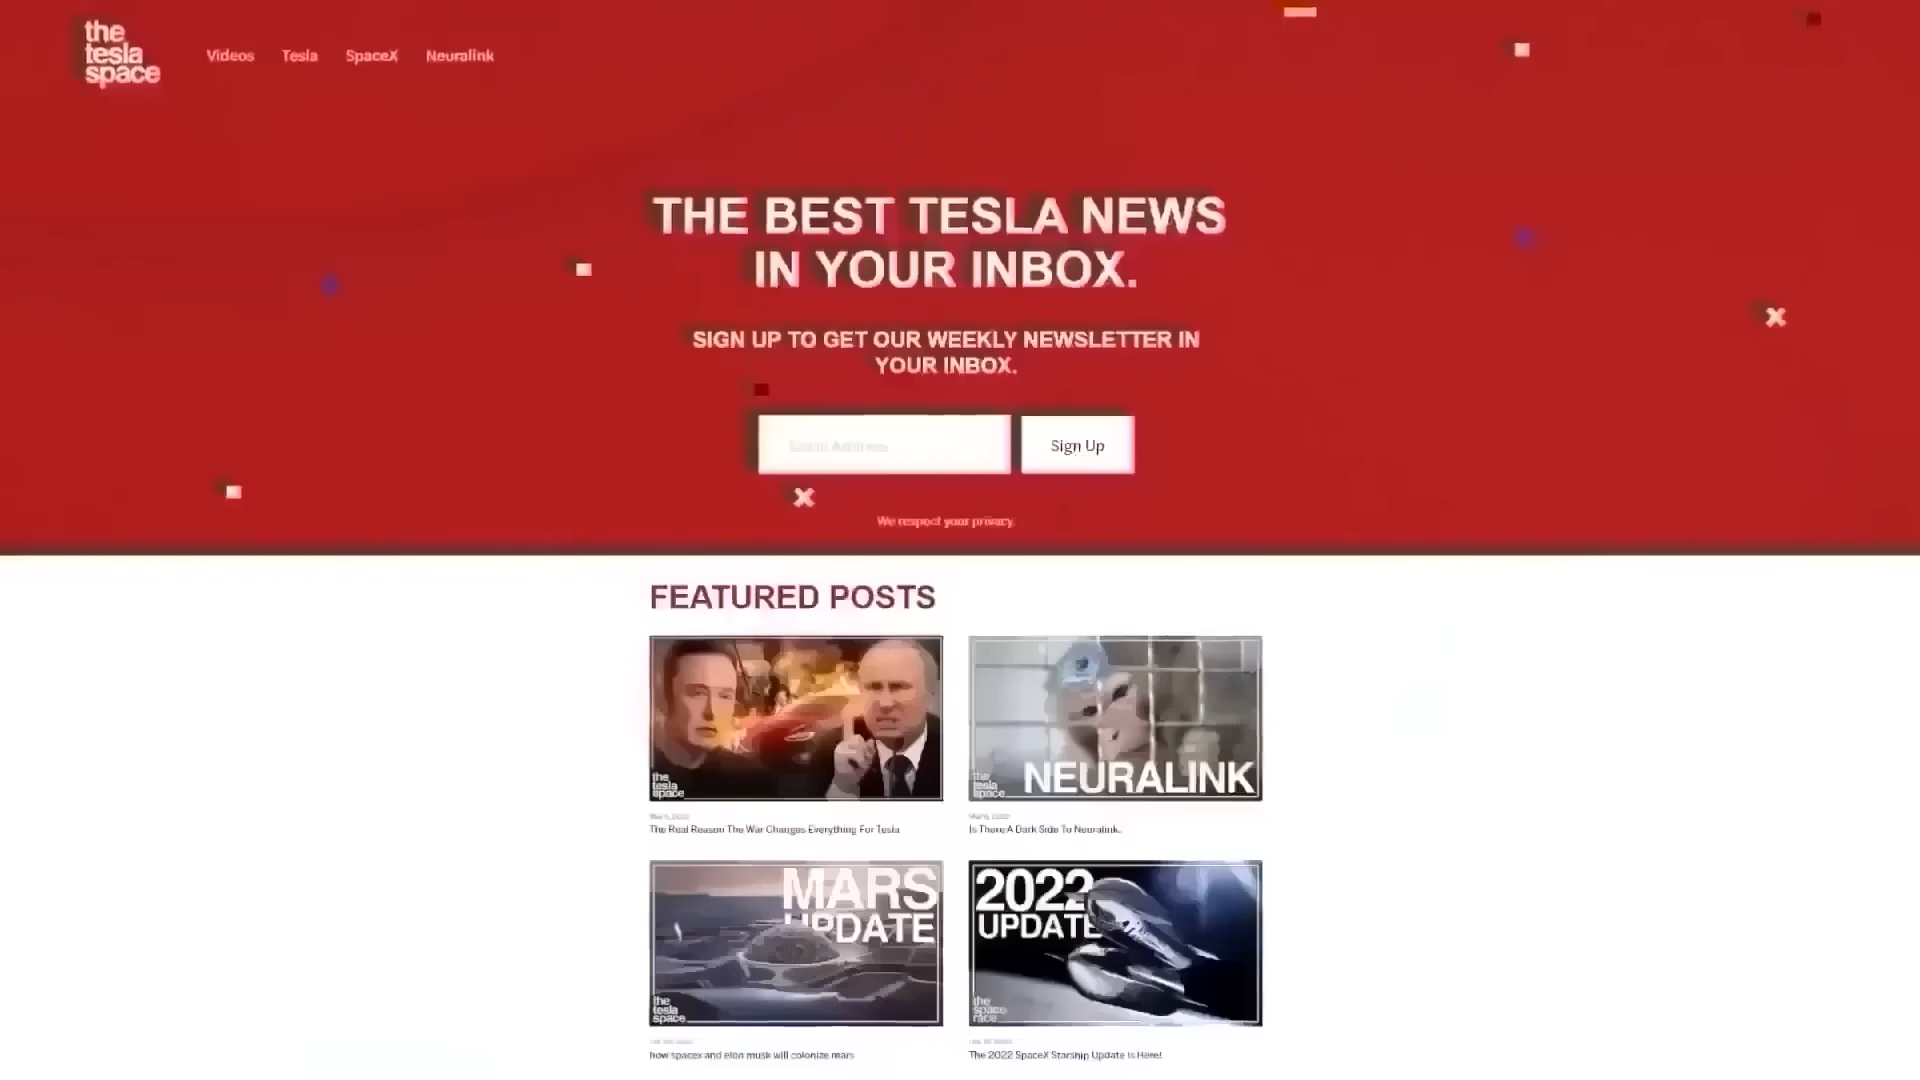 the
tesla
space
Videos Tesla SpaceX Neuralink
THE BEST TESLA NEWS
IN YOUR INBOX.
SIGN UP TO GET OUR WEEKLY NEWSLETTER IN
YOUR INBOX.
Email Address
Sign Up
We respect your privacy.
FEATURED POSTS
the
tesla
space
NEURALINK
the
tesla
space
The Real Reason The War Changes Everything For Tesla
Is There A Dark Side To Neuralink..
MARS
UPDATE
the
tesla
space
2022
UPDATE
the
space
race
how spacex and elon musk will colonize mars
The 2022 SpaceX Starship Update Is Here!